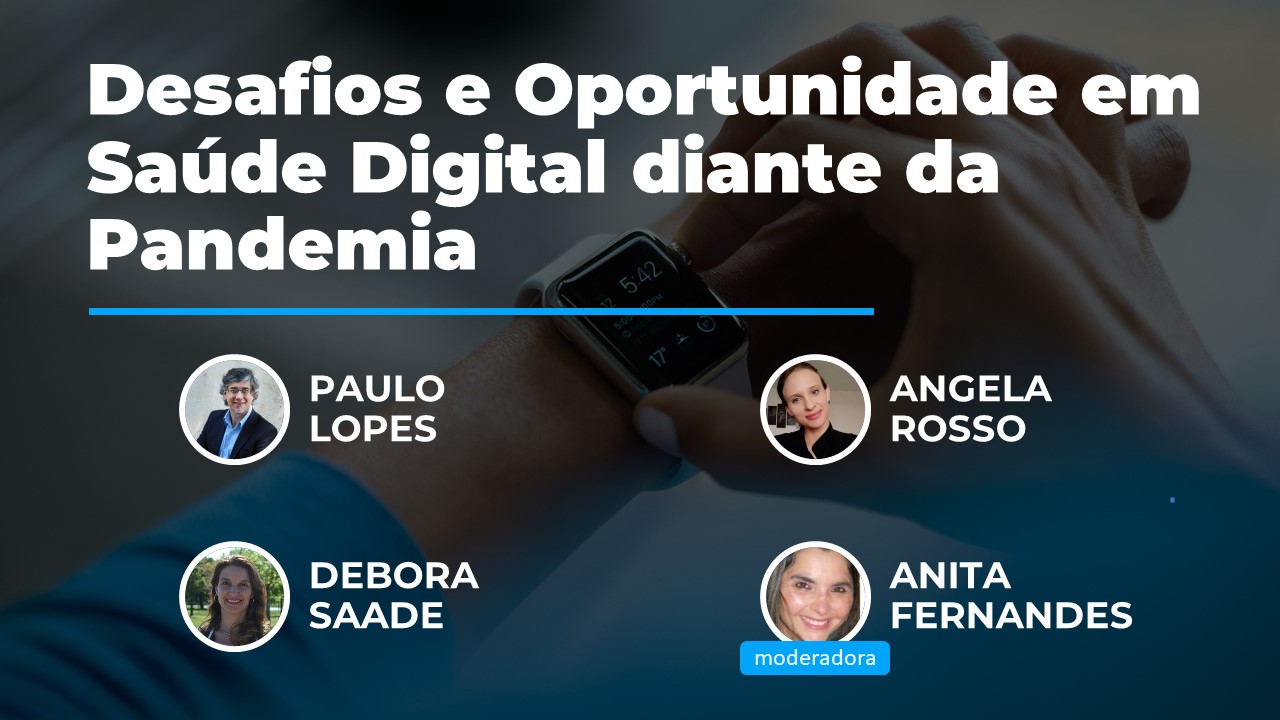 Desafios e Oportunidade em
Saúde Digital diante da
Pandemia
5:42
17°
PAULO
LOPES
ANGELA
ROSSO
DEBORA
SAADE
ANITA
FERNANDES
moderadora